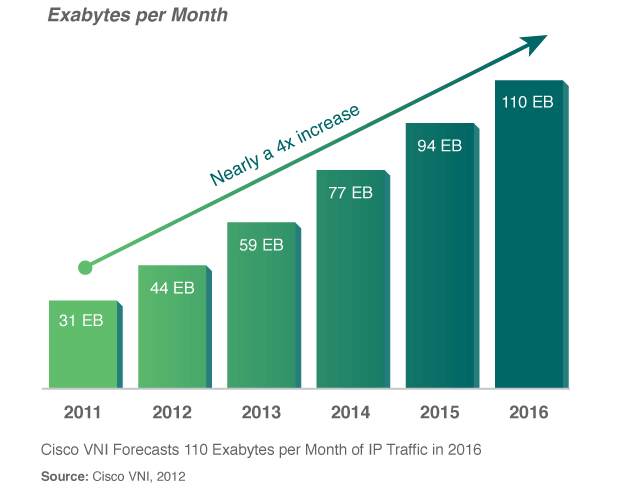 Exabytes per Month
Nearly a 4x increase
110 EB
94 EB
77 EB
59 EB
44 EB
31 EB
2011 2012 2013 2014 2015 2016
Cisco VNI Forecasts 110 Exabytes per Month of IP Traffic in 2016
Source: Cisco VNI, 2012